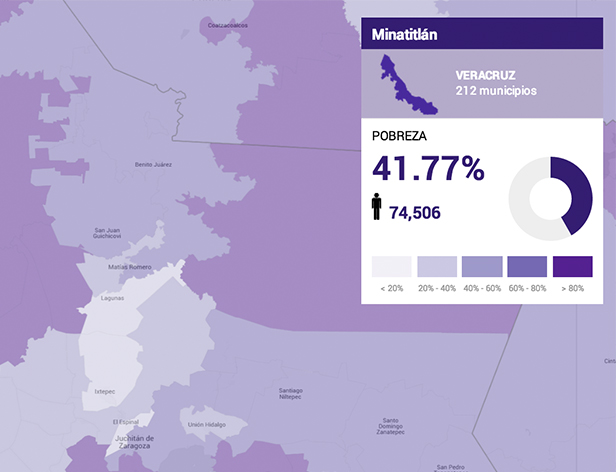 Coatzacoalcos
Minatitlán
VERACRUZ
212 municipios
POBREZA
41.77%
74,506
< 20%
20% - 40%
40% - 60%
60% - 80%
> 80%
Benito Juárez
San Juan
Guichicovi
Matías Romero
Lagunas
Ixtepec
El Espinal
Juchitán de
Zaragoza
Unión Hidalgo
Santiago
Niltepec
Santo
Domingo
Zanatepec
San Pedro